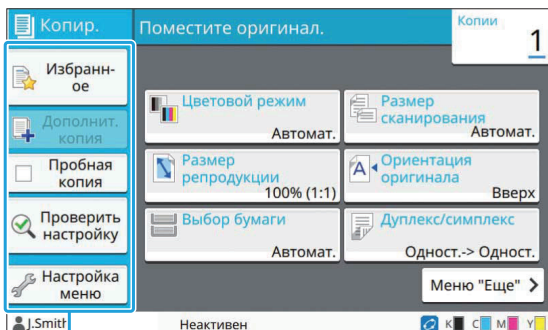 Копир.
Поместите оригинал.
Копии
1
Избранн-
ое
Дополнит.
копия
Пробная
копия
Проверить
настройку
Настройка
меню
Цветовой режим
Автомат.
Размер
сканирования
Автомат.
Размер
репродукции
100% (1:1)
Ориентация
оригинала
Вверх
Выбор бумаги
Автомат.
Дуплекс/симплекс
Одност.-> Одност.
Меню "Еще" >
J.Smith
Неактивен
K C M Y